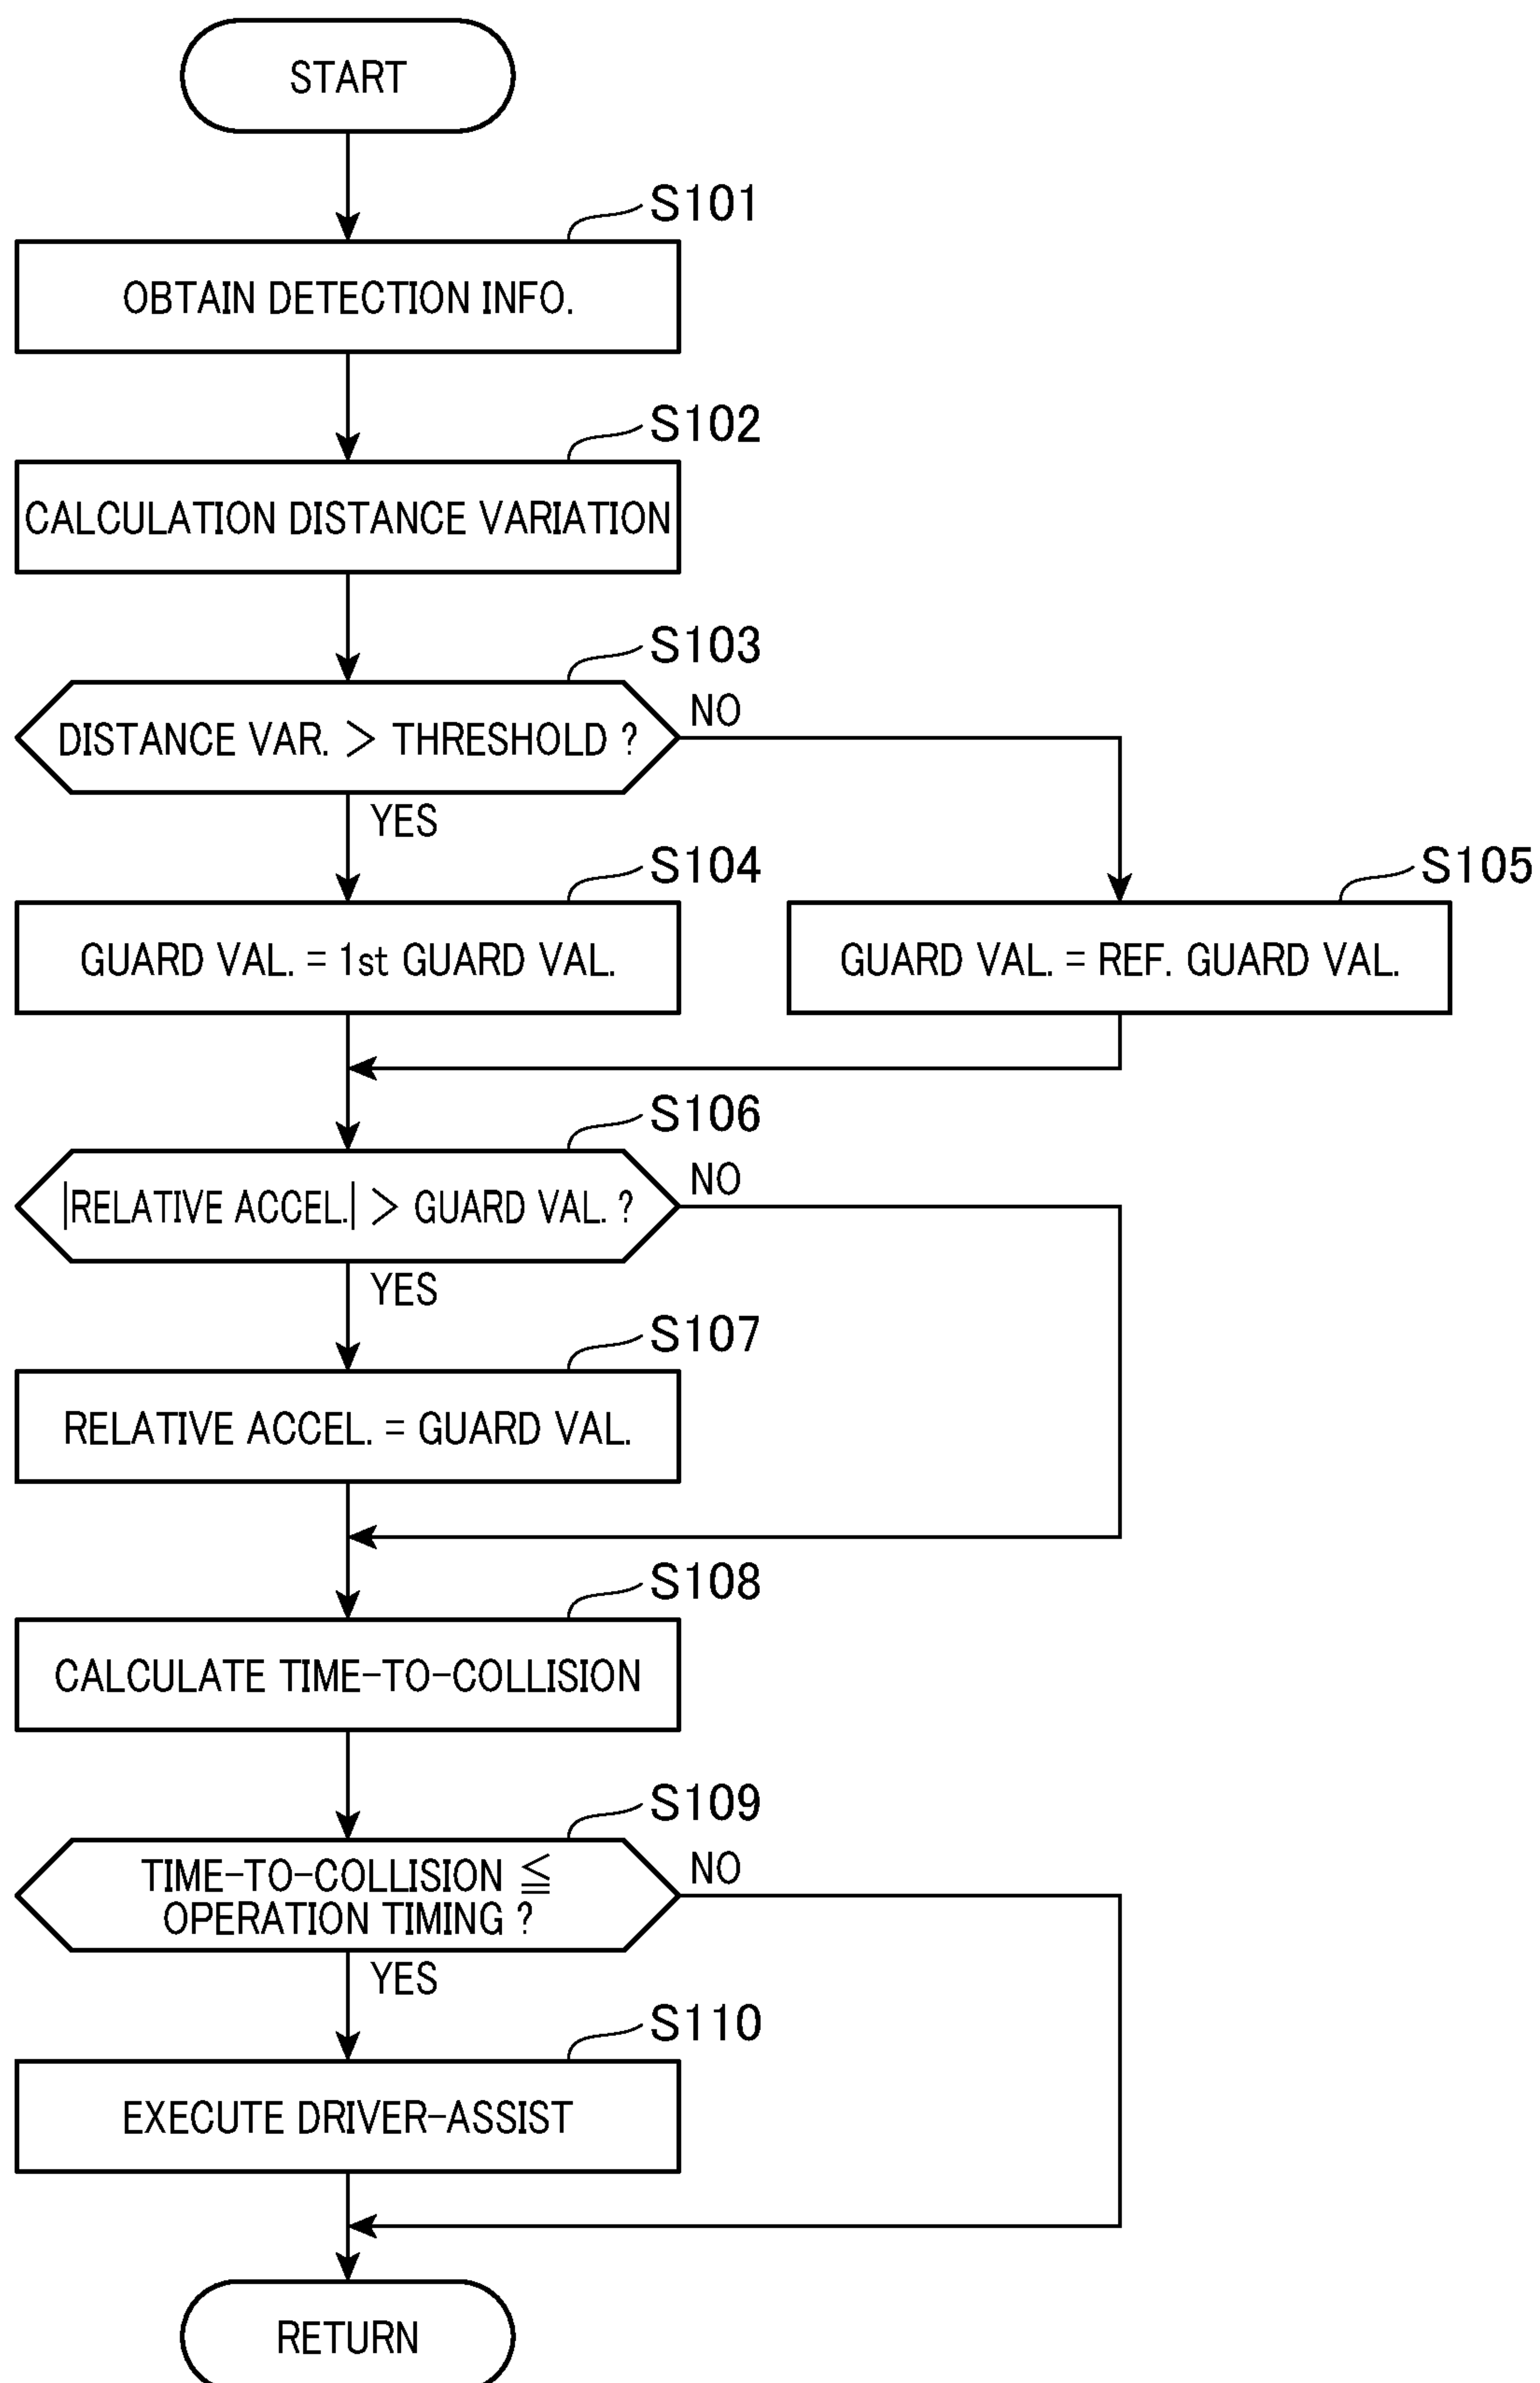 START
S101
OBTAIN DETECTION INFO.
S102
CALCULATION DISTANCE VARIATION
S103
DISTANCE VAR. > THRESHOLD ?
NO
YES
S104
GUARD VAL. = 1st GUARD VAL.
S105
GUARD VAL. = REF. GUARD VAL.
S106
|RELATIVE ACCEL.| > GUARD VAL. ?
NO
YES
S107
RELATIVE ACCEL. = GUARD VAL.
S108
CALCULATE TIME-TO-COLLISION
S109
TIME-TO-COLLISION ≦
OPERATION TIMING ?
NO
YES
S110
EXECUTE DRIVER-ASSIST
RETURN